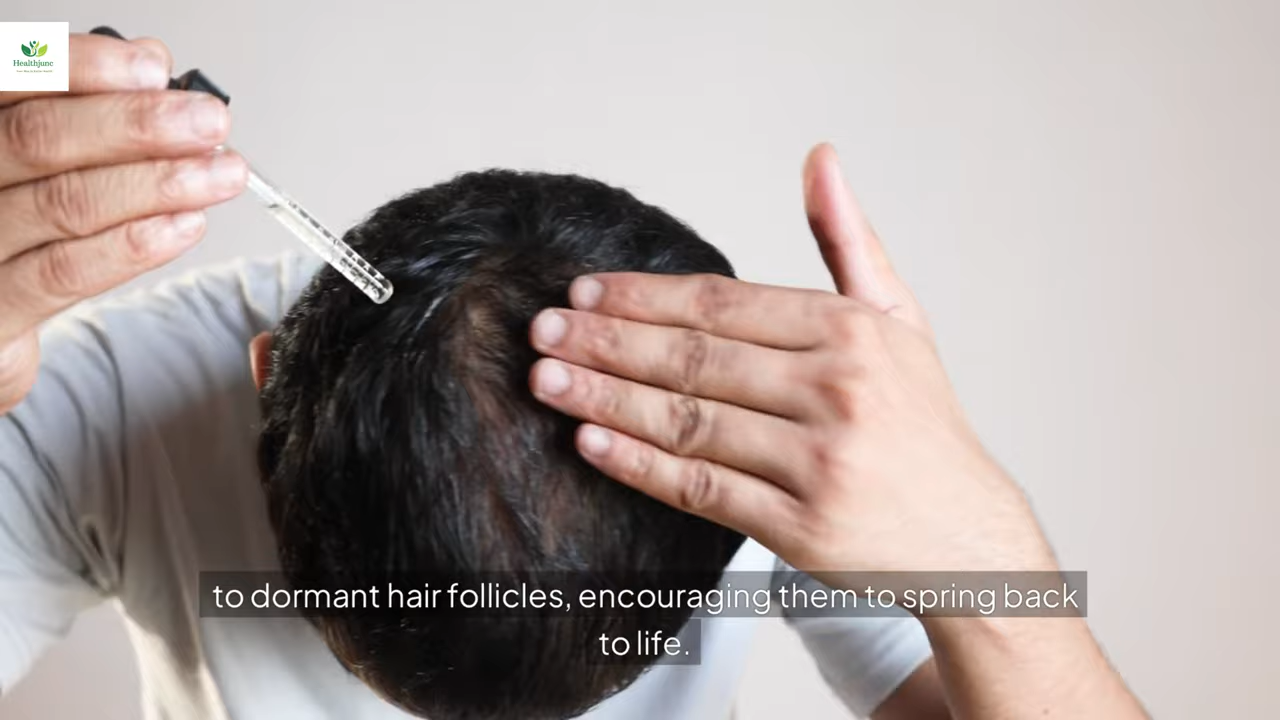 Healthjunc
to dormant hair follicles, encouraging them to spring back
to life.